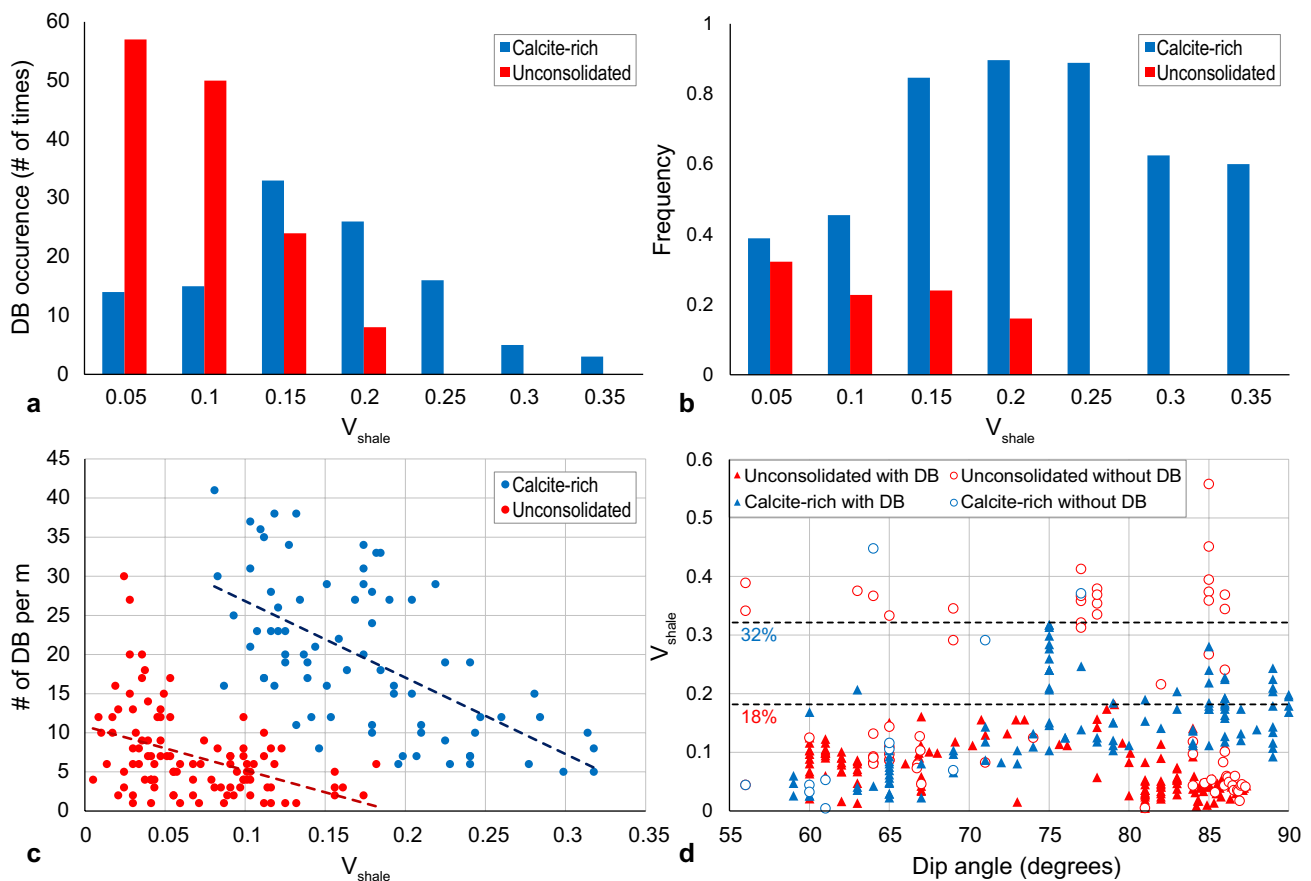 60
50
40
30
20
10
0
DB occurence (# of times)
Calcite-rich
Unconsolidated
0.05 0.1 0.15 0.2 0.25 0.3 0.35
V shale
a
1
0.8
0.6
0.4
0.2
0
Frequency
Calcite-rich
Unconsolidated
0.05 0.1 0.15 0.2 0.25 0.3 0.35
V shale
b
45
40
35
30
25
20
15
10
5
0
# of DB per m
Calcite-rich
Unconsolidated
0 0.05 0.10 0.15 0.20 0.25 0.3 0.35
V shale
c
0.6
0.5
0.4
0.3
0.2
0.1
0
V shale
Unconsolidated with DB Unconsolidated without DB
Calcite-rich with DB Calcite-rich without DB
32%
18%
55 60 65 70 75 80 85 90
Dip angle (degrees)
d